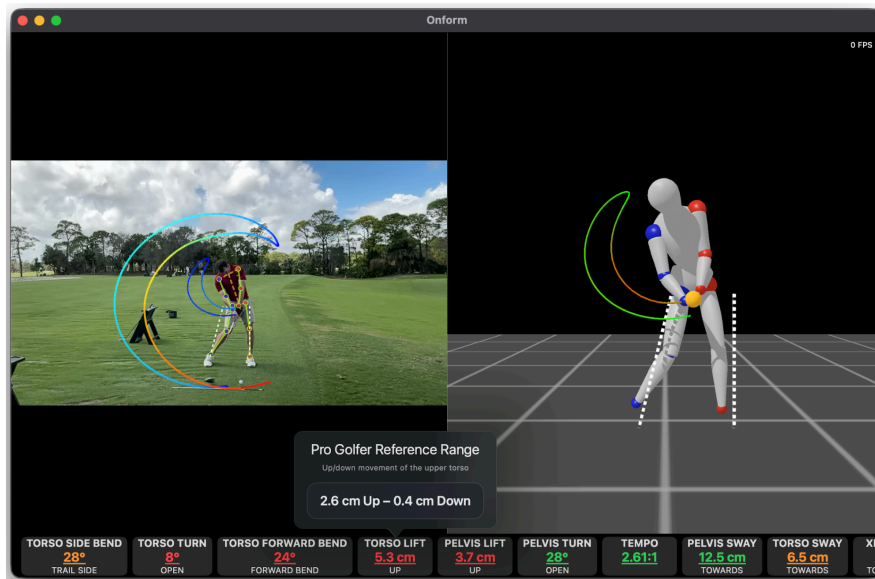 Onform
0 FPS
Pro Golfer Reference Range
Up/down movement of the upper torso
2.6 cm Up – 0.4 cm Down
TORSO SIDE BEND
28º
TRAIL SIDE
TORSO TURN
8º
OPEN
TORSO FORWARD BEND
24º
FORWARD BEND
TORSO LIFT
5.3 cm
UP
PELVIS LIFT
3.7 cm
UP
PELVIS TURN
28º
OPEN
TEMPO
2.61:1
PELVIS SWAY
12.5 cm
TOWARDS
TORSO SWAY
6.5 cm
TOWARDS